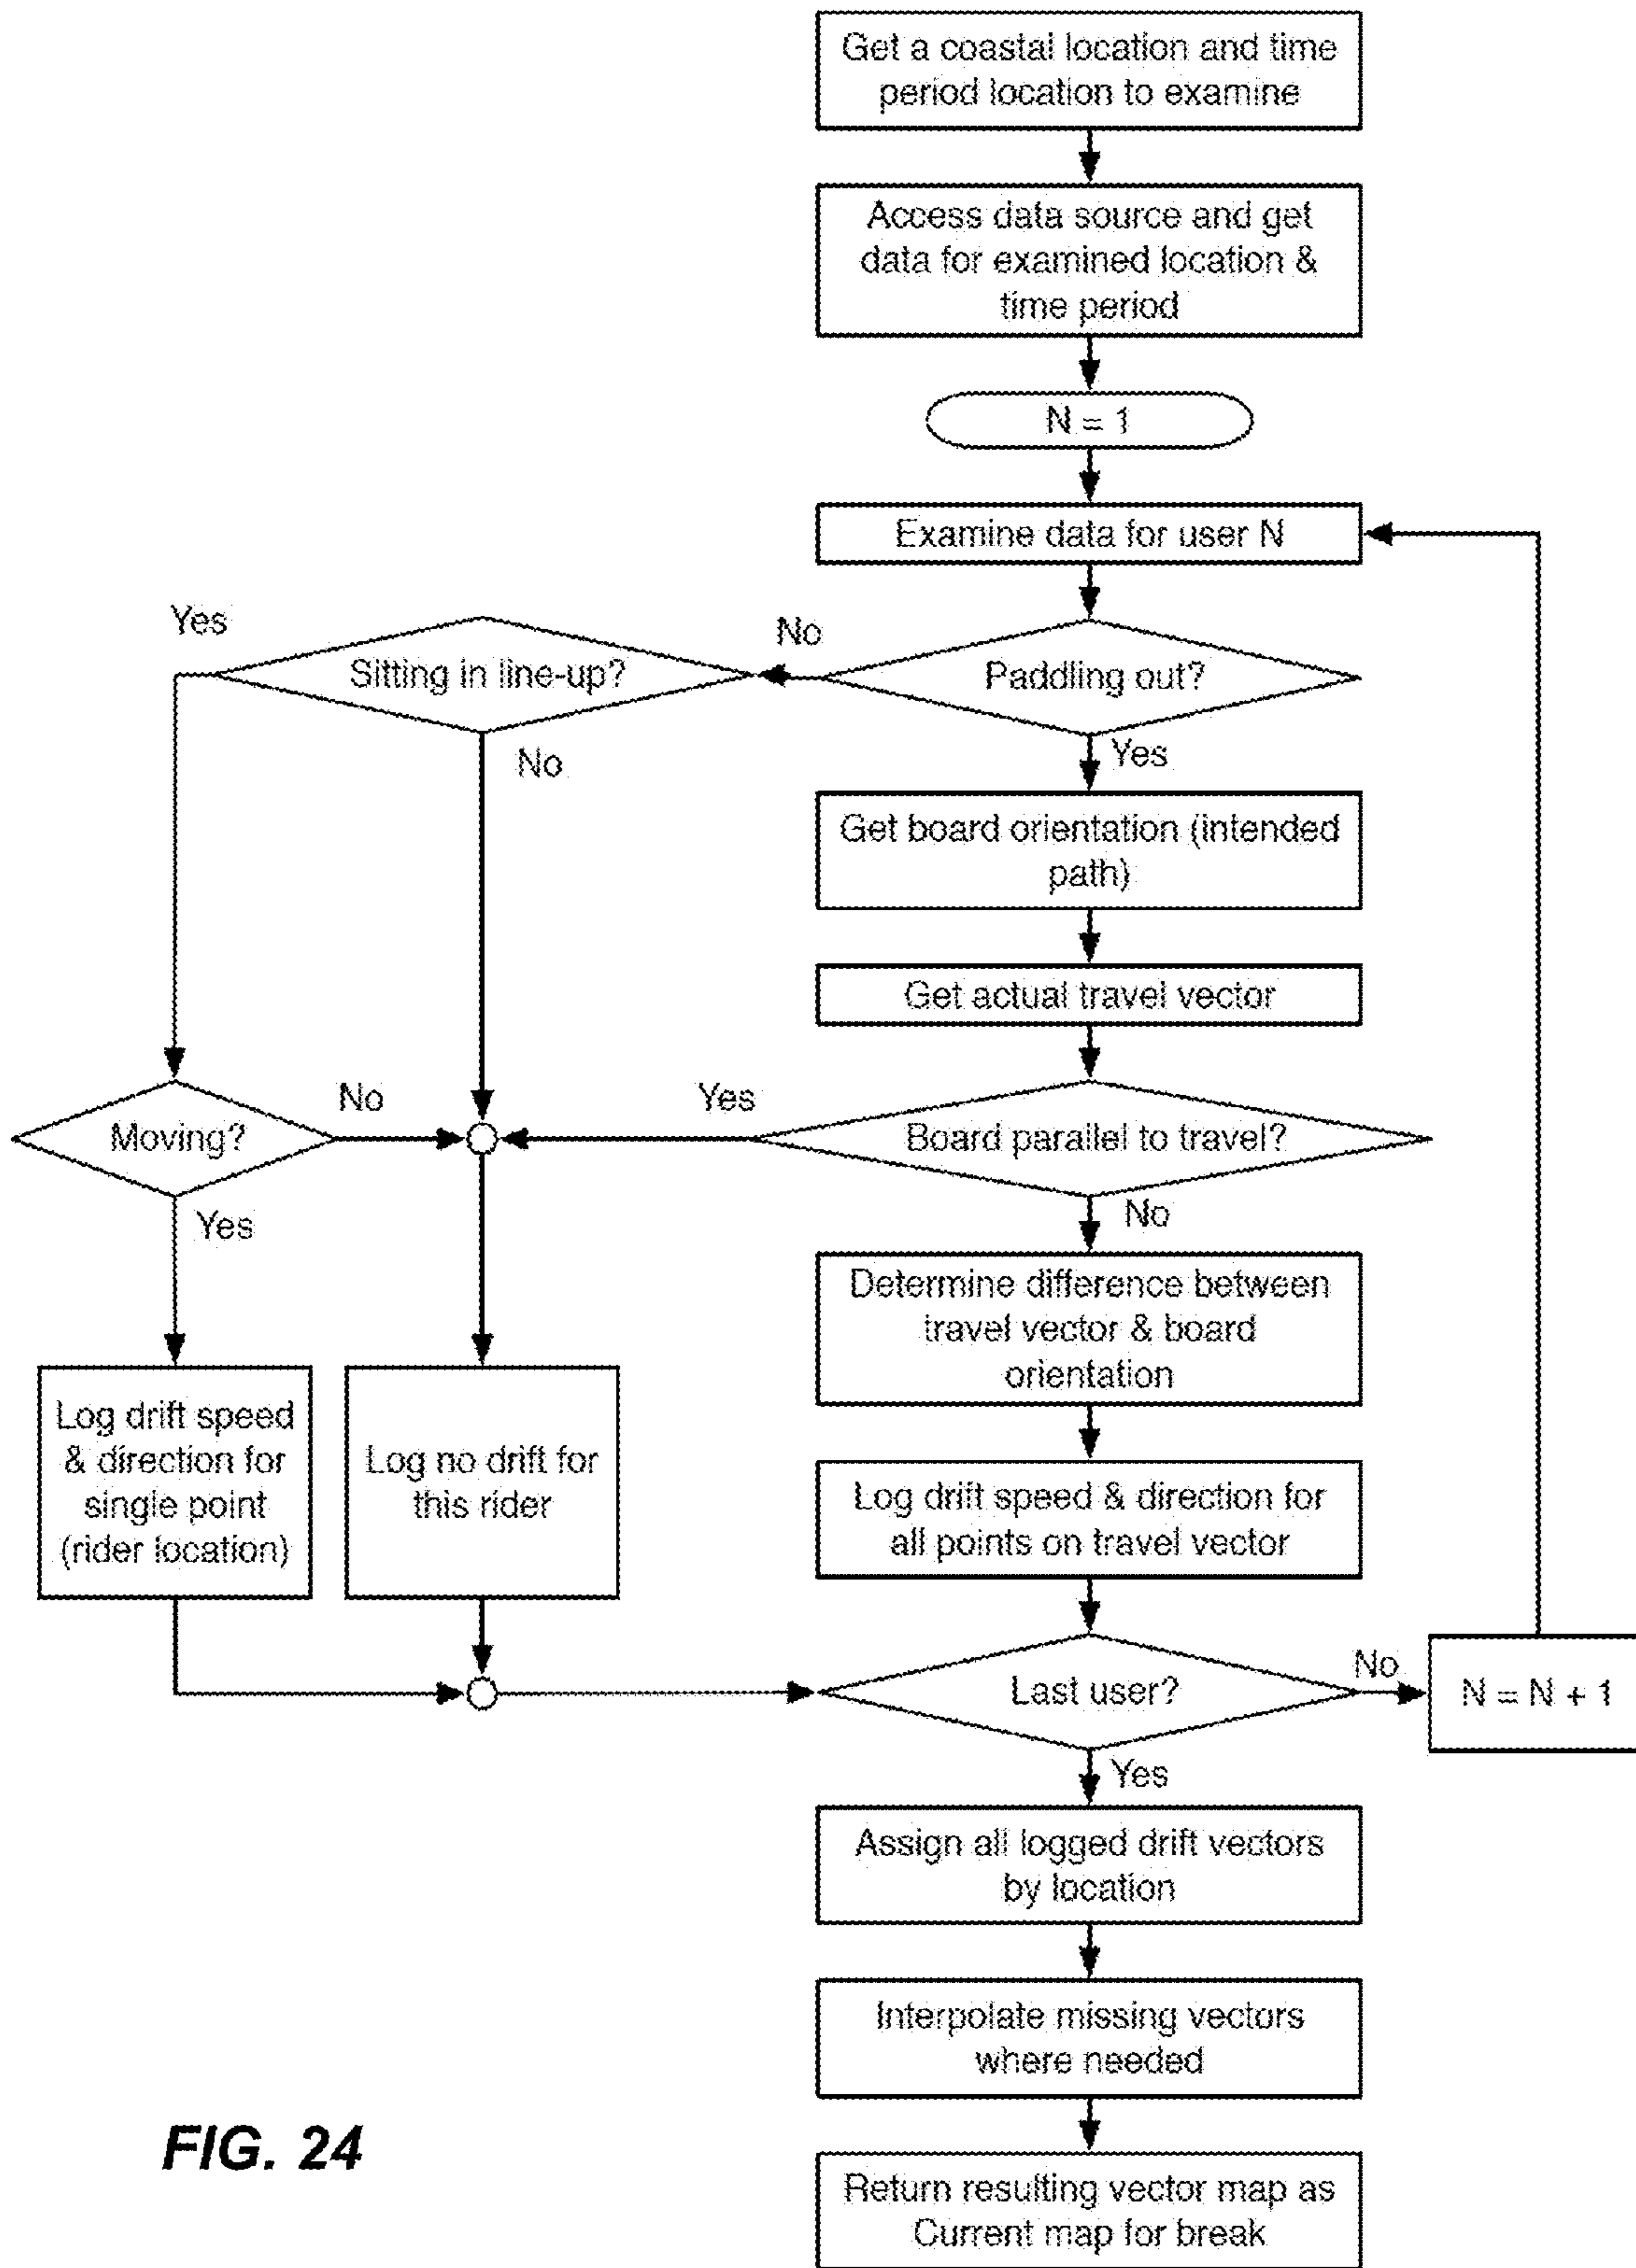 Get a coastal location and time
period location to examine
Access data source and get
data for examined location &
time period
N = 1
Examine data for user N
Yes
Sitting in line-up?
No
Paddling out?
No
Yes
Get board orientation (intended
path)
Get actual travel vector
Moving?
No
Yes
Board parallel to travel?
Yes
No
Determine difference between
travel vector & board
orientation
Log drift speed
& direction for
single point
(rider location)
Log no drift for
this rider
Log drift speed & direction for
all points on travel vector
Last user?
No
N = N + 1
Yes
Assign all logged drift vectors
by location
Interpolate missing vectors
where needed
Return resulting vector map as
Current map for break
FIG. 24